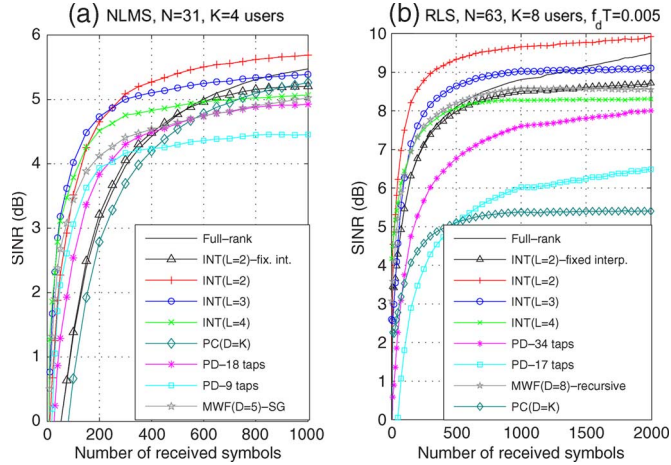 (a) NLMS, N=31, K=4 users
6
5
4
3
2
1
0
SINR (dB)
Full–rank
INT(L=2)–fix. int.
INT(L=2)
INT(L=3)
INT(L=4)
PC(D=K)
PD–18 taps
PD–9 taps
MWF(D=5)–SG
200 400 600 800 1000
Number of received symbols
(b) RLS, N=63, K=8 users, fdT=0.005
10
9
8
7
6
5
4
3
2
1
0
SINR (dB)
Full–rank
INT(L=2)–fixed interp.
INT(L=2)
INT(L=3)
INT(L=4)
PD–34 taps
PD–17 taps
MWF(D=8)–recursive
PC(D=K)
0 500 1000 1500 2000
Number of received symbols